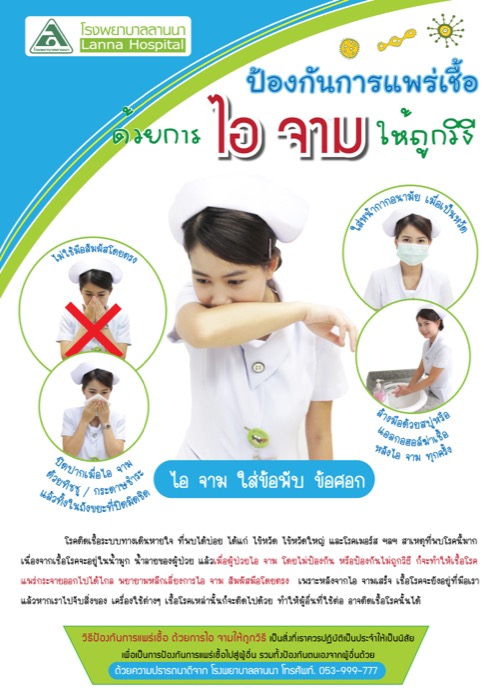 โรงพยาบาลลานนา
Lanna Hospital
ป้องกันการแพร่เชื้อ
ด้วยการ ไอ จาม ให้ถูกวิธี
ไม่ใช้มือสัมผัสโดยตรง
ใส่หน้ากากอนามัย เมื่อเป็นหวัด
ปิดปากเมื่อไอ จาม
ด้วยทิชชู / กระดาษชำระ
แล้วทิ้งในถังขยะที่ปิดมิดชิด
ล้างมือด้วยสบู่หรือ
แอลกอฮอล์ฆ่าเชื้อ
หลังไอ จาม ทุกครั้ง
ไอ จาม ใส่ข้อพับ ข้อศอก
โรคติดเชื้อระบบทางเดินหายใจ ที่พบได้บ่อย ได้แก่ ไข้หวัด ไข้หวัดใหญ่ และโรคเมอร์ส ฯลฯ สาเหตุที่พบโรคนี้มาก
เนื่องจากเชื้อโรคจะอยู่ในน้ำมูก น้ำลายของผู้ป่วย แล้วเมื่อผู้ป่วยไอ จาม โดยไม่ป้องกัน หรือป้องกันไม่ถูกวิธี ก็จะทำให้เชื้อโรค
แพร่กระจายออกไปได้ไกล พยายามหลีกเลี่ยงการไอ จาม สัมผัสมือโดยตรง เพราะหลังจากไอ จามเสร็จ เชื้อโรคจะยังอยู่ที่มือเรา
แล้วหากเราไปจับสิ่งของ เครื่องใช้ต่างๆ เชื้อโรคเหล่านั้นก็จะติดไปด้วย ทำให้ผู้อื่นที่ใช้ต่อ อาจติดเชื้อโรคนั้นได้
วิธีป้องกันการแพร่เชื้อ ด้วยการไอ จามให้ถูกวิธี เป็นสิ่งที่เราควรปฏิบัติเป็นประจำให้เป็นนิสัย
เพื่อเป็นการป้องกันการแพร่เชื้อไปสู่ผู้อื่น รวมทั้งป้องกันตนเองจากผู้อื่นด้วย
ด้วยความปรารถนาดีจาก โรงพยาบาลลานนา โทรศัพท์. 053-999-777